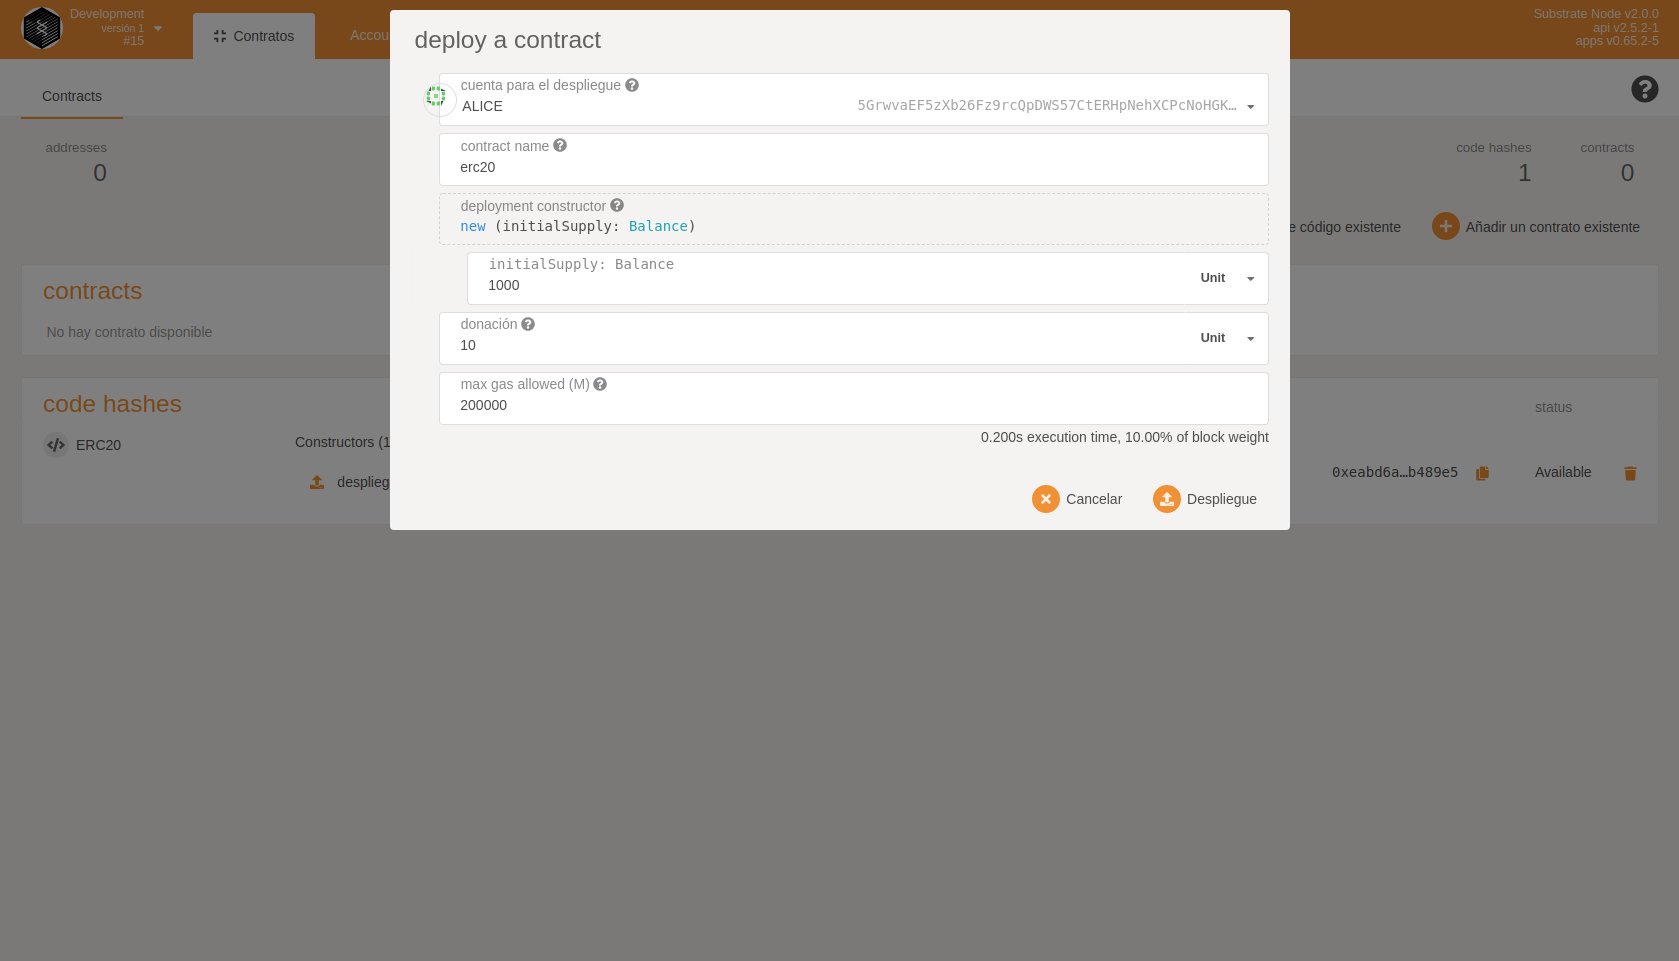 Development
versión 1
#15
Contratos
Accou
Substrate Node v2.0.0
api v2.5.2-1
apps v0.65.2-5
Contracts
addresses
0
code hashes
1
contracts
0
e código existente
Añadir un contrato existente
contracts
No hay contrato disponible
code hashes
status
ERC20
Constructors (1
desplieg
0xeabd6a…b489e5
Available
deploy a contract
cuenta para el despliegue
ALICE
5GrwvaEF5zXb26Fz9rcQpDWS57CtERHpNehXCPcNoHGK…
contract name
erc20
deployment constructor
new (initialSupply: Balance)
initialSupply: Balance
1000
Unit
donación
10
Unit
max gas allowed (M)
200000
0.200s execution time, 10.00% of block weight
Cancelar
Despliegue